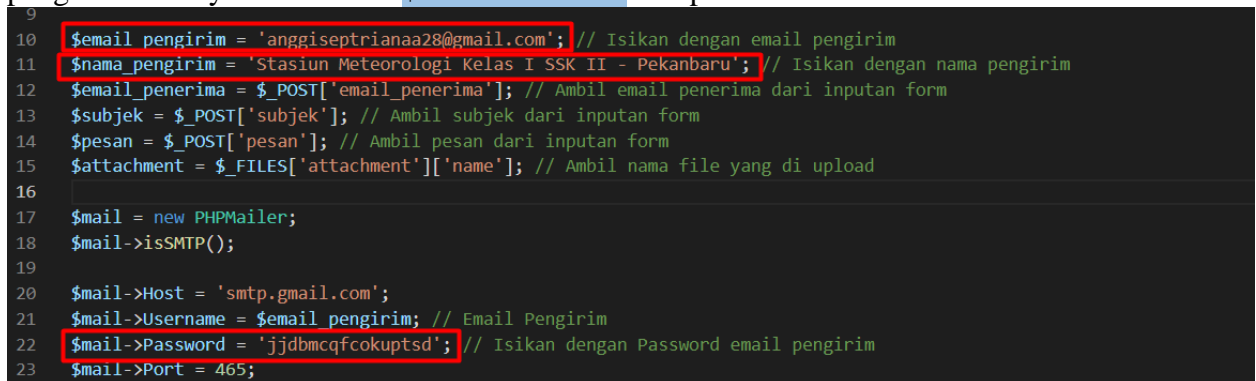 9
10 $email_pengirim = 'anggiseptrianaa28@gmail.com'; // Isikan dengan email pengirim
11 $nama_pengirim = 'Stasiun Meteorologi Kelas I SSK II - Pekanbaru'; // Isikan dengan nama pengirim
12 $email_penerima = $_POST['email_penerima']; // Ambil email penerima dari inputan form
13 $subjek = $_POST['subjek']; // Ambil subjek dari inputan form
14 $pesan = $_POST['pesan']; // Ambil pesan dari inputan form
15 $attachment = $_FILES['attachment']['name']; // Ambil nama file yang di upload
16
17 $mail = new PHPMailer;
18 $mail->isSMTP();
19
20 $mail->Host = 'smtp.gmail.com';
21 $mail->Username = $email_pengirim; // Email Pengirim
22 $mail->Password = 'jjdbmcqfcokuptsd'; // Isikan dengan Password email pengirim
23 $mail->Port = 465;